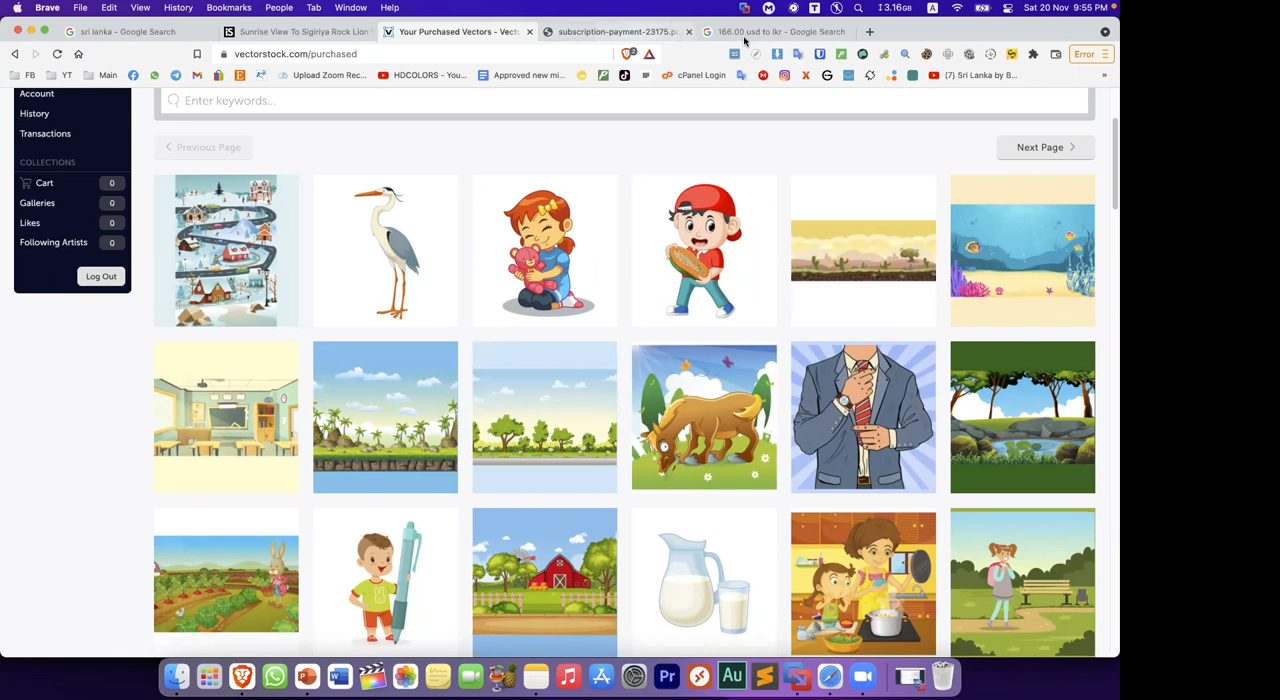 Brave File Edit View History Bookmarks People Tab Window Help 3.16GB A Sat 20 Nov 9:55 PM
sri lanka - Google Search
Sunrise View To Sigiriya Rock Lion
Your Purchased Vectors - Vecto
subscription-payment-23175.p
166.00 usd to lkr - Google Search
vectorstock.com/purchased
Error
FB YT Main Upload Zoom Rec... HDCOLORS - You... Approved new mi... cPanel Login (7) Sri Lanka by B... »
Account
History
Transactions
COLLECTIONS
Cart 0
Galleries 0
Likes 0
Following Artists 0
Log Out
Enter keywords...
Previous Page
Next Page
Pr Au